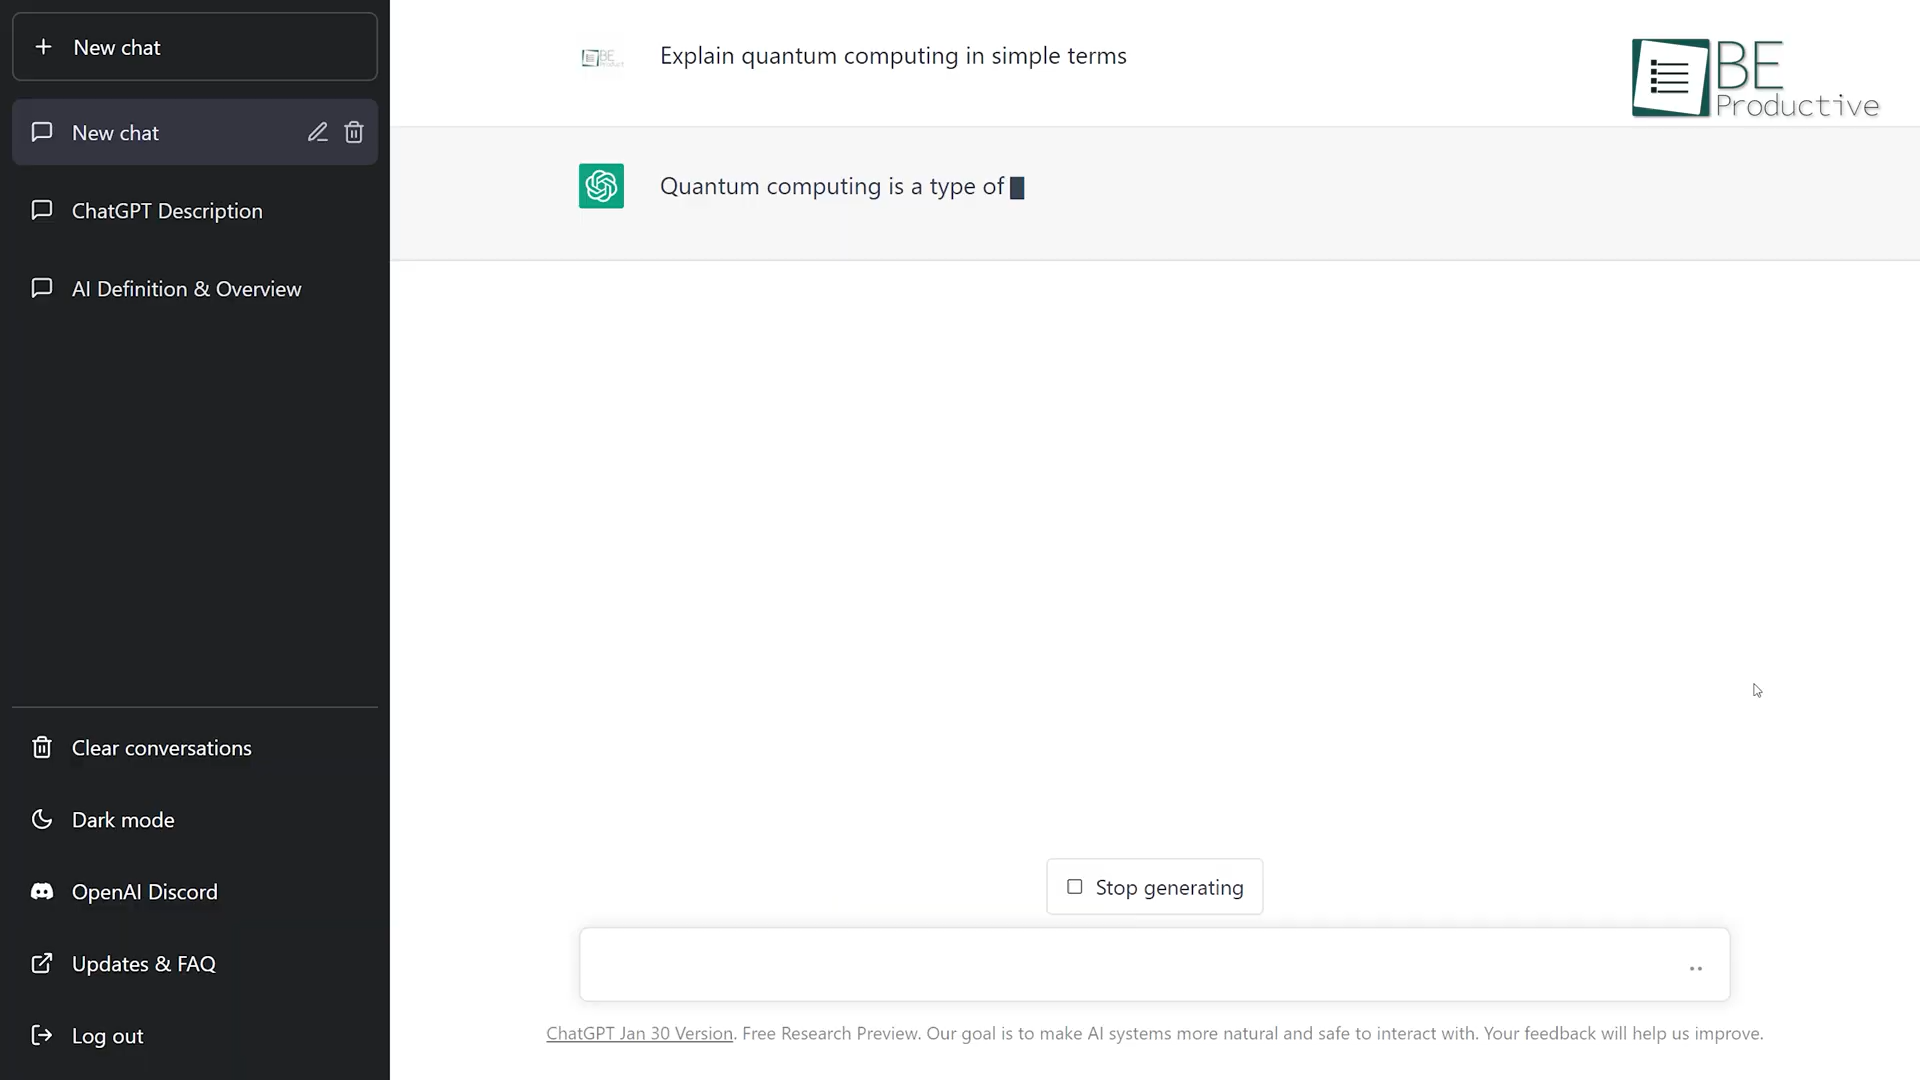 New chat
New chat
ChatGPT Description
AI Definition & Overview
Clear conversations
Dark mode
OpenAI Discord
Updates & FAQ
Log out
BE
Product
Explain quantum computing in simple terms
BE
Productive
Quantum computing is a type of
Stop generating
ChatGPT Jan 30 Version. Free Research Preview. Our goal is to make AI systems more natural and safe to interact with. Your feedback will help us improve.